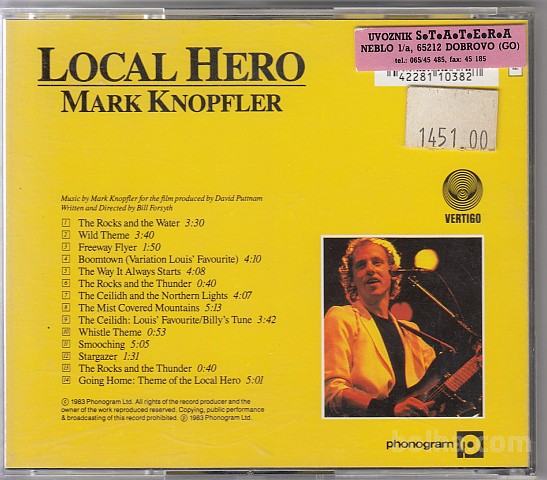 LOCAL HERO
MARK KNOPFLER
UVOZNIK S•T•A•T•E•R•A
NEBLO 1/a, 65212 DOBROVO (GO)
tel.: 065/45 485, fax: 45 185
42281 10382
1451.00
VERTIGO
Music by Mark Knopfler for the film produced by David Puttnam
Written and Directed by Bill Forsyth
1 The Rocks and the Water 3:30
2 Wild Theme 3:40
3 Freeway Flyer 1:50
4 Boomtown (Variation Louis' Favourite) 4:10
5 The Way It Always Starts 4:08
6 The Rocks and the Thunder 0:40
7 The Ceilidh and the Northern Lights 4:07
8 The Mist Covered Mountains 5:13
9 The Ceilidh: Louis' Favourite/Billy's Tune 3:42
10 Whistle Theme 0:53
11 Smooching 5:05
12 Stargazer 1:31
13 The Rocks and the Thunder 0:40
14 Going Home: Theme of the Local Hero 5:01
© 1983 Phonogram Ltd. All rights of the record producer and the
owner of the work reproduced reserved. Copying, public performance
& broadcasting of this record prohibited. ℗ 1983 Phonogram Ltd.
phonogram
bolha.com